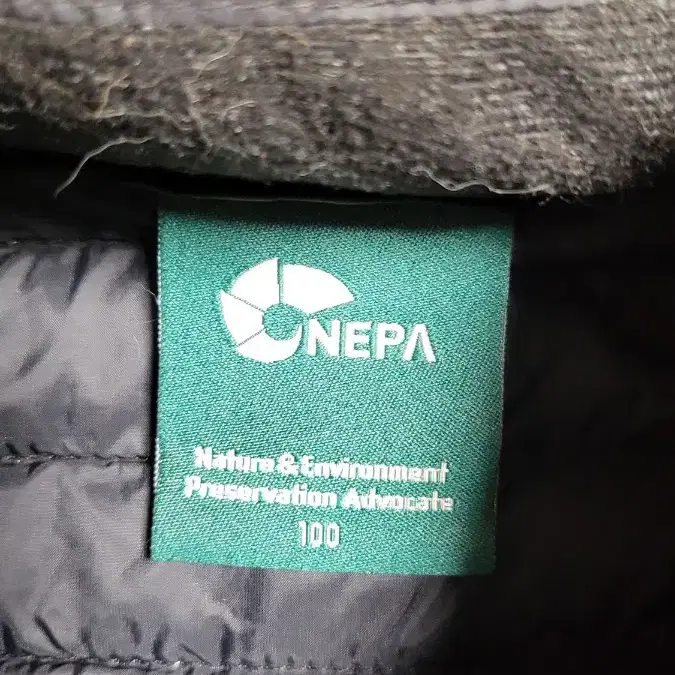 NEPA
Nature & Environment
Preservation Advocate
100